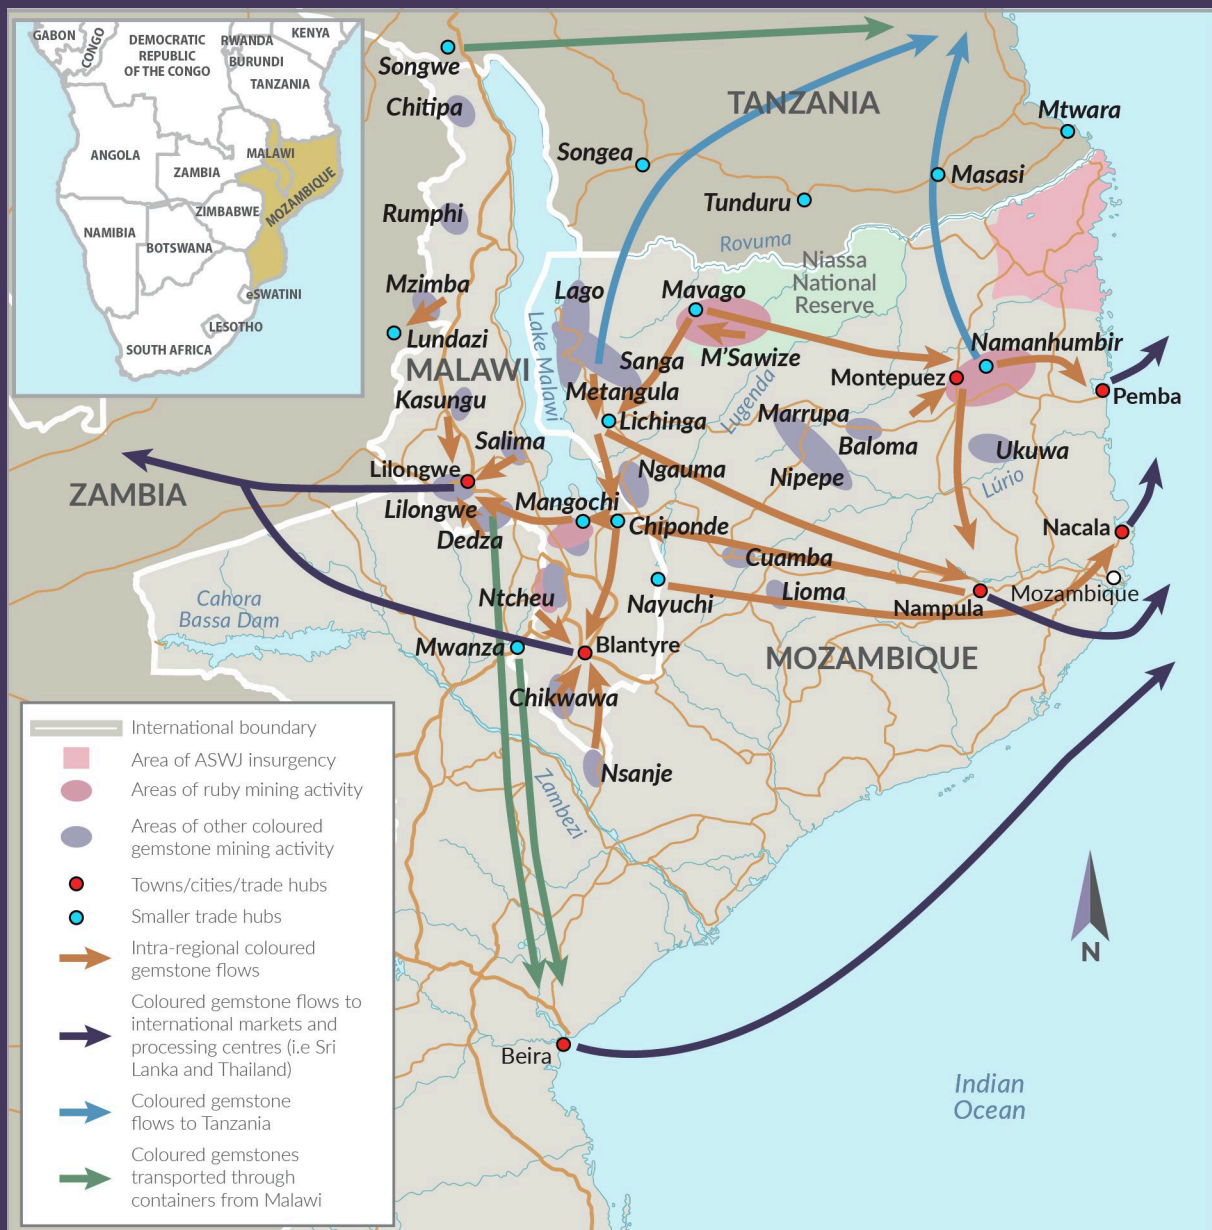 GABON
CONGO
DEMOCRATIC
REPUBLIC
OF THE CONGO
RWANDA
BURUNDI
KENYA
TANZANIA
ANGOLA
ZAMBIA
MALAWI
MOZAMBIQUE
ZIMBABWE
NAMIBIA
BOTSWANA
eSWATINI
LESOTHO
SOUTH AFRICA
Songwe
Chitipa
TANZANIA
Mtwara
Songea
Masasi
Tunduru
Rumphi
Rovuma
Niassa
National
Reserve
Mzimba
Lago
Mavago
Lundazi
Lake Malawi
Sanga
M'Sawize
Namanhumbir
MALAWI
Montepuez
Metangula
Lugenda
Pemba
Kasungu
Lichinga
Marrupa
Baloma
Salima
Ukuwa
Lilongwe
Ngauma
Nipepe
Lúrio
ZAMBIA
Lilongwe
Mangochi
Chiponde
Nacala
Dedza
Cuamba
Cahora
Bassa Dam
Ntcheu
Nayuchi
Lioma
Mozambique
Nampula
Mwanza
Blantyre
MOZAMBIQUE
Chikwawa
Nsanje
Zambezi
Beira
Indian
Ocean
N
International boundary
Area of ASWJ insurgency
Areas of ruby mining activity
Areas of other coloured
gemstone mining activity
Towns/cities/trade hubs
Smaller trade hubs
Intra-regional coloured
gemstone flows
Coloured gemstone flows to
international markets and
processing centres (i.e Sri
Lanka and Thailand)
Coloured gemstone
flows to Tanzania
Coloured gemstones
transported through
containers from Malawi